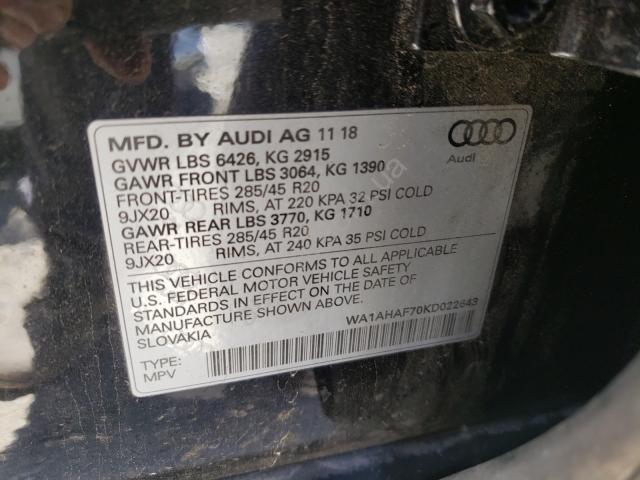 MFD. BY AUDI AG 11 18
GVWR LBS 6426, KG 2915
GAWR FRONT LBS 3064, KG 1390
FRONT-TIRES 285/45 R20
9JX20 RIMS, AT 220 KPA 32 PSI COLD
GAWR REAR LBS 3770, KG 1710
REAR-TIRES 285/45 R20
9JX20 RIMS, AT 240 KPA 35 PSI COLD
THIS VEHICLE CONFORMS TO ALL APPLICABLE
U.S. FEDERAL MOTOR VEHICLE SAFETY
STANDARDS IN EFFECT ON THE DATE OF
MANUFACTURE SHOWN ABOVE.
SLOVAKIA
WA1AHAF70KD022643
TYPE:
MPV
Audi